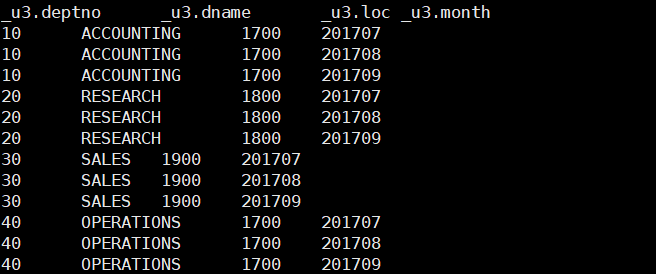 _u3.deptno _u3.dname _u3.loc _u3.month
10 ACCOUNTING 1700 201707
10 ACCOUNTING 1700 201708
10 ACCOUNTING 1700 201709
20 RESEARCH 1800 201707
20 RESEARCH 1800 201708
20 RESEARCH 1800 201709
30 SALES 1900 201707
30 SALES 1900 201708
30 SALES 1900 201709
40 OPERATIONS 1700 201707
40 OPERATIONS 1700 201708
40 OPERATIONS 1700 201709